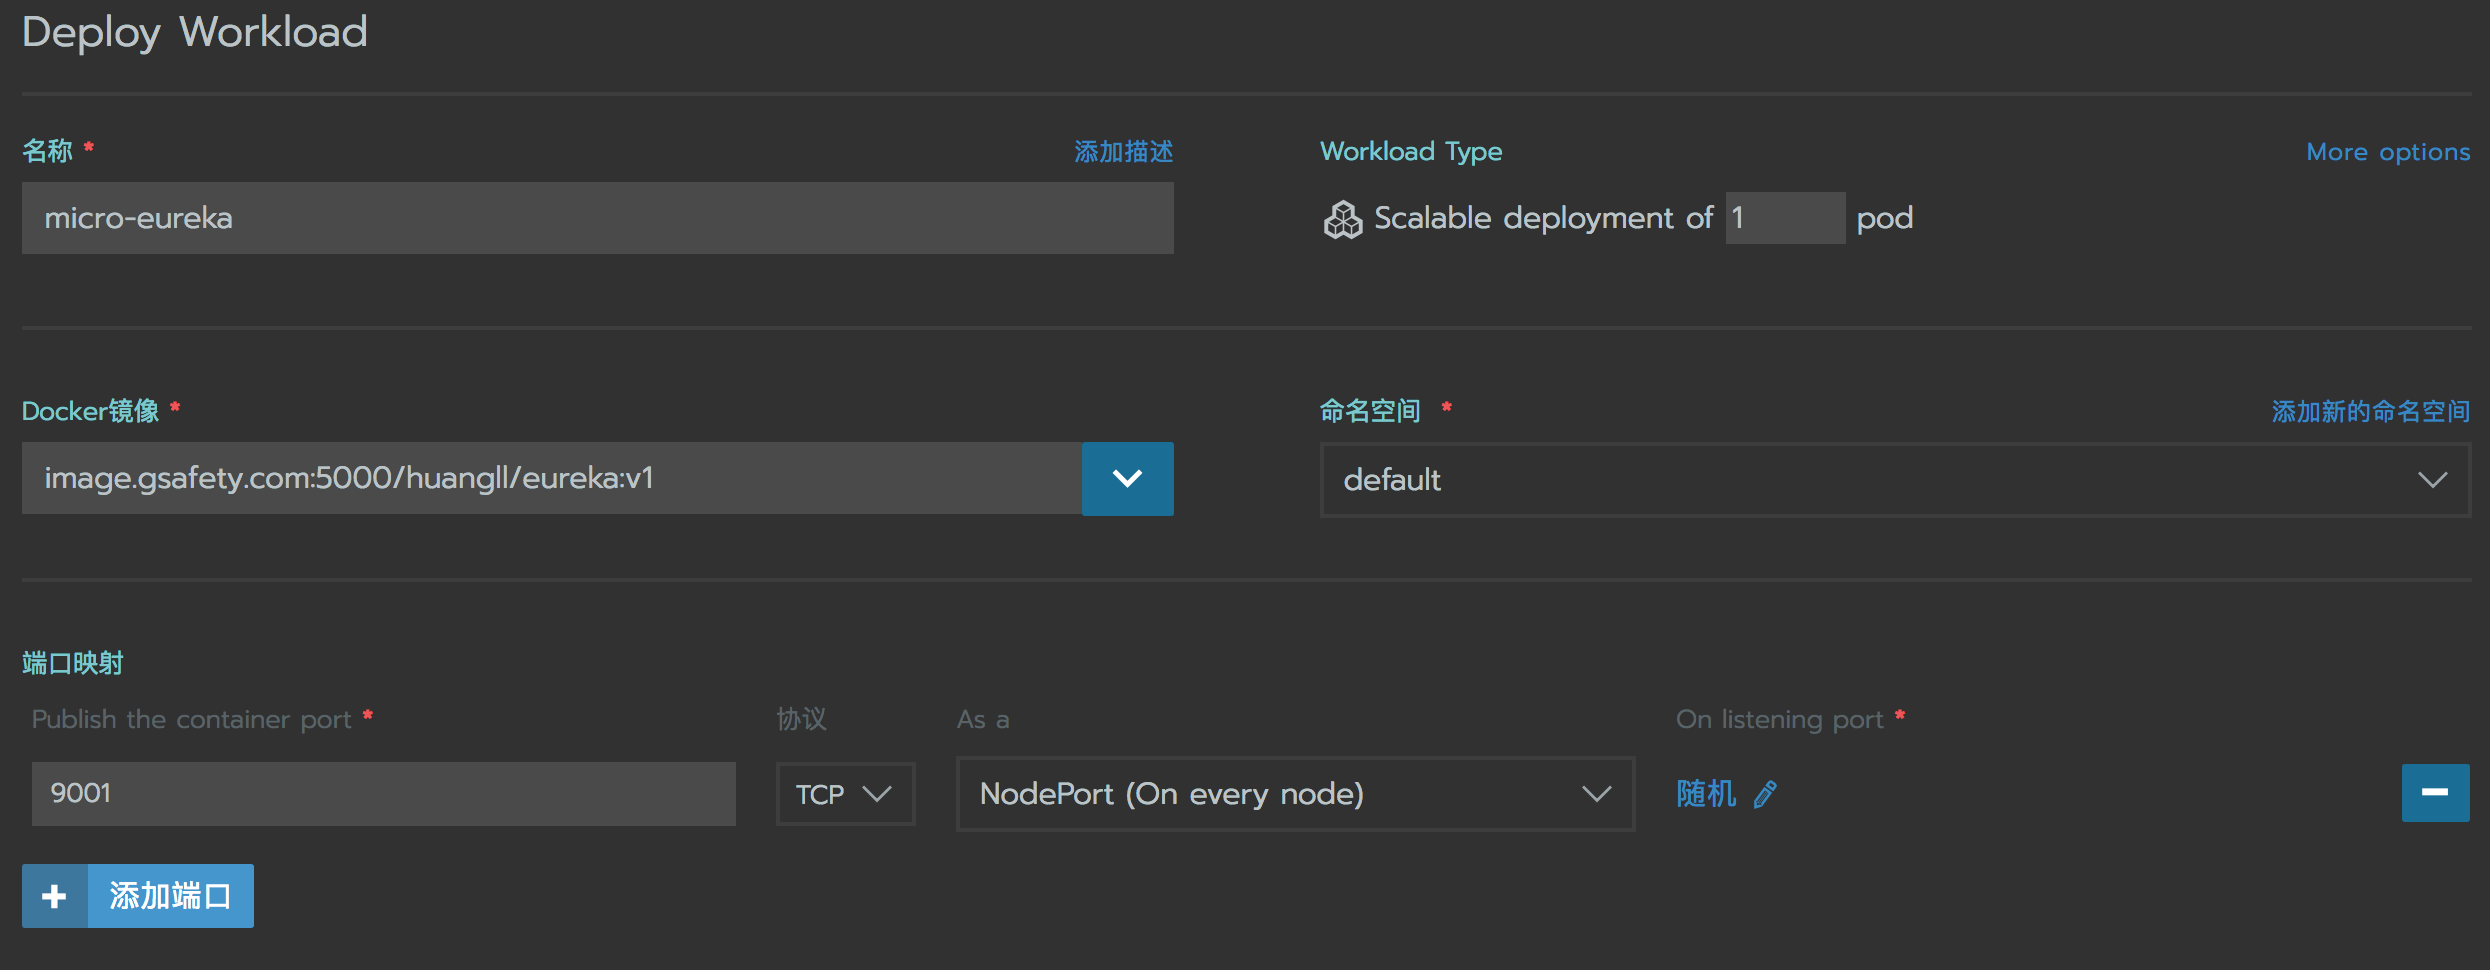 Deploy Workload
名称 * 添加描述
micro-eureka
Workload Type More options
Scalable deployment of 1 pod
Docker镜像 *
image.gsafety.com:5000/huangll/eureka:v1
命名空间 * 添加新的命名空间
default
端口映射
Publish the container port * 协议 As a On listening port *
9001 TCP NodePort (On every node) 随机
添加端口